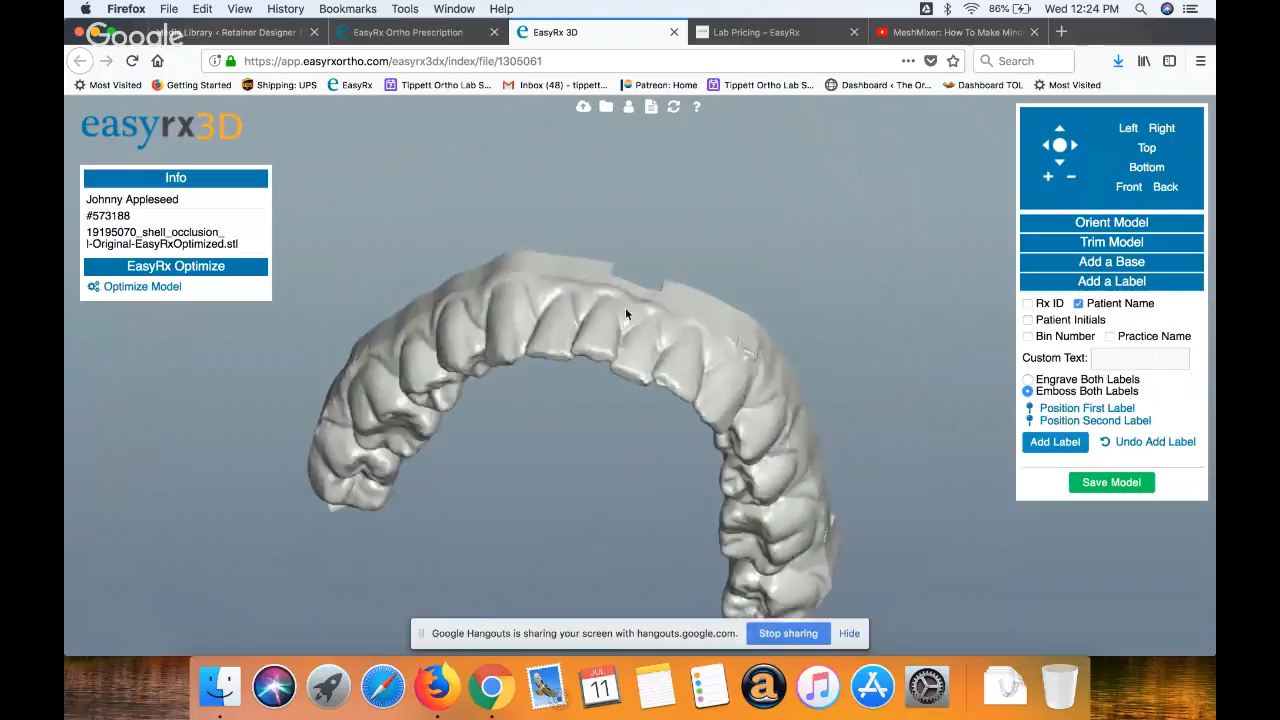 Firefox File Edit View History Bookmarks Tools Window Help
86% Wed 12:24 PM
Google
Media Library ‹ Retainer Designer
EasyRx Ortho Prescription
EasyRx 3D
Lab Pricing – EasyRx
MeshMixer: How To Make Mino
https://app.easyrxortho.com/easyrx3dx/index/file/1305061
Search
Most Visited
Getting Started
Shipping: UPS
EasyRx
Tippett Ortho Lab S...
Inbox (48) - tippett...
Patreon: Home
Tippett Ortho Lab S...
Dashboard ‹ The Or...
Dashboard TOL
Most Visited
easyrx3D
Info
Johnny Appleseed
#573188
19195070_shell_occlusion_
l-Original-EasyRxOptimized.stl
EasyRx Optimize
Optimize Model
Left Right
Top
Bottom
Front Back
Orient Model
Trim Model
Add a Base
Add a Label
Rx ID Patient Name
Patient Initials
Bin Number Practice Name
Custom Text:
Engrave Both Labels
Emboss Both Labels
Position First Label
Position Second Label
Add Label Undo Add Label
Save Model
Google Hangouts is sharing your screen with hangouts.google.com. Stop sharing Hide
JUL
11